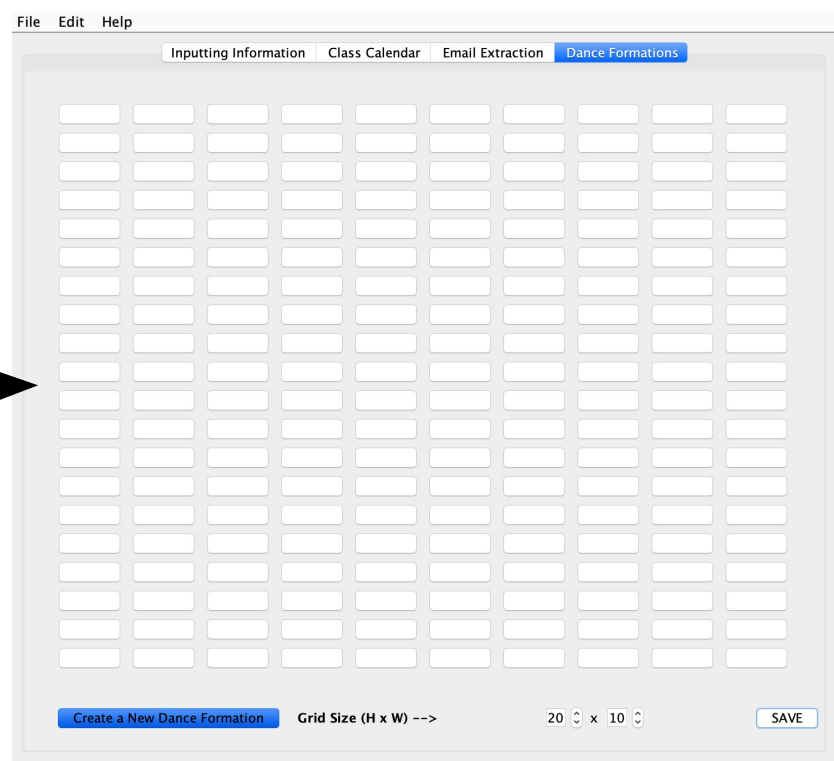 File Edit Help
Inputting Information Class Calendar Email Extraction Dance Formations
Create a New Dance Formation Grid Size (H x W) --> 20 x 10 SAVE